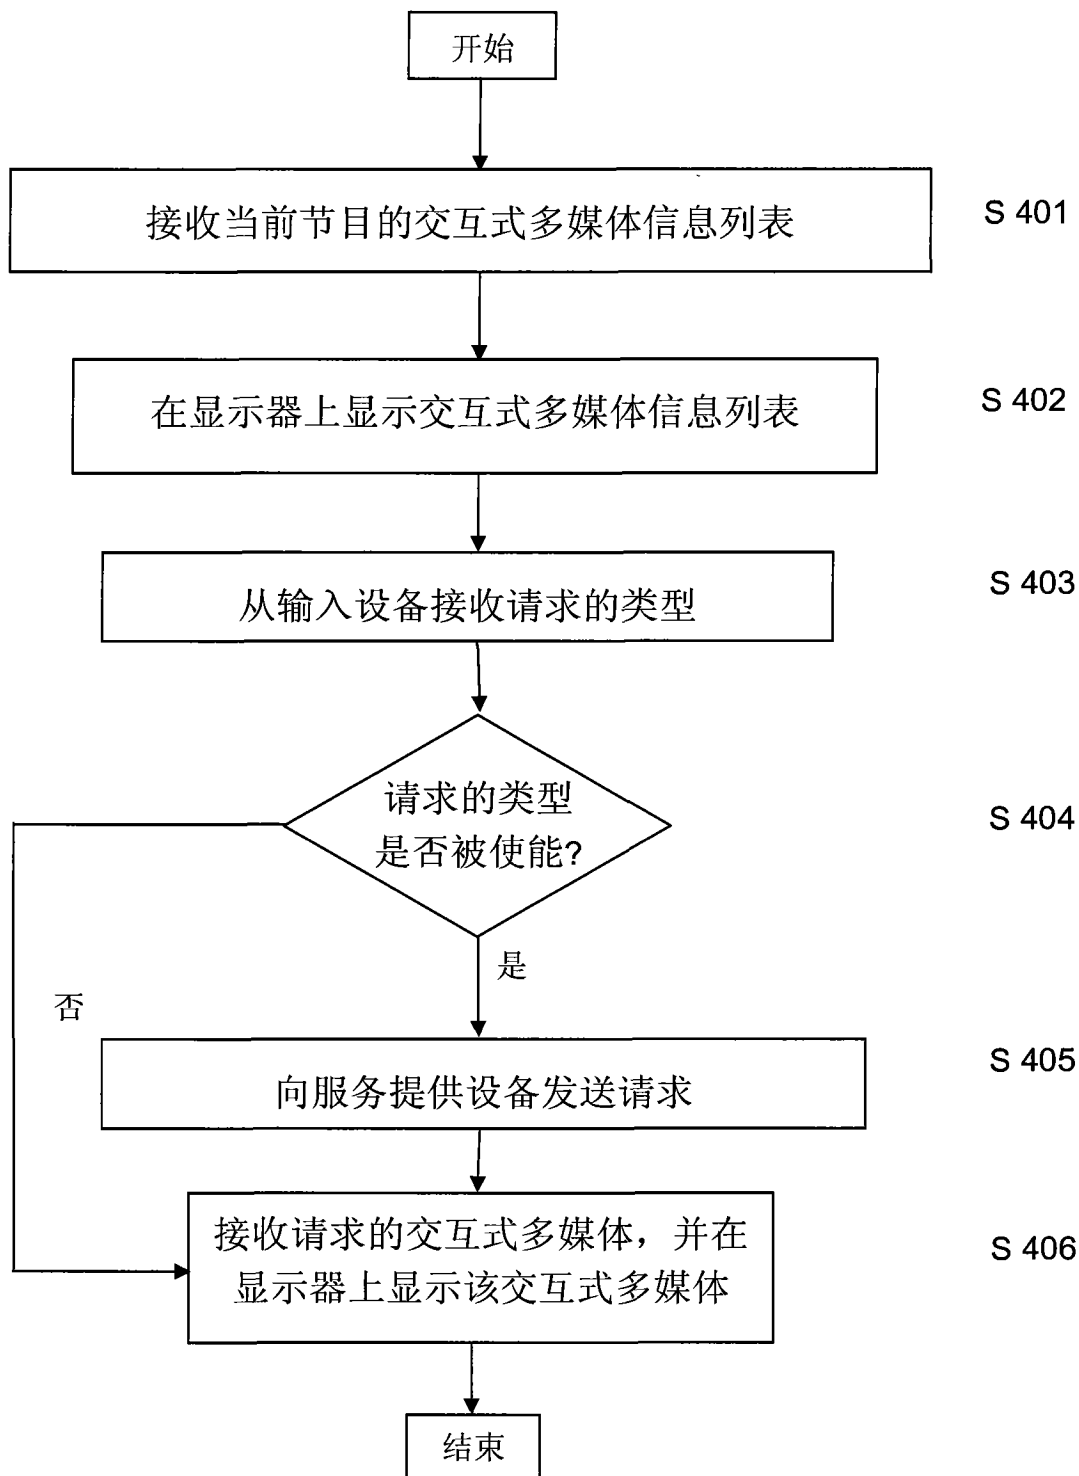 开始
接收当前节目的交互式多媒体信息列表
S 401
在显示器上显示交互式多媒体信息列表
S 402
从输入设备接收请求的类型
S 403
请求的类型
是否被使能?
S 404
是
否
向服务提供设备发送请求
S 405
接收请求的交互式多媒体，并在
显示器上显示该交互式多媒体
S 406
结束